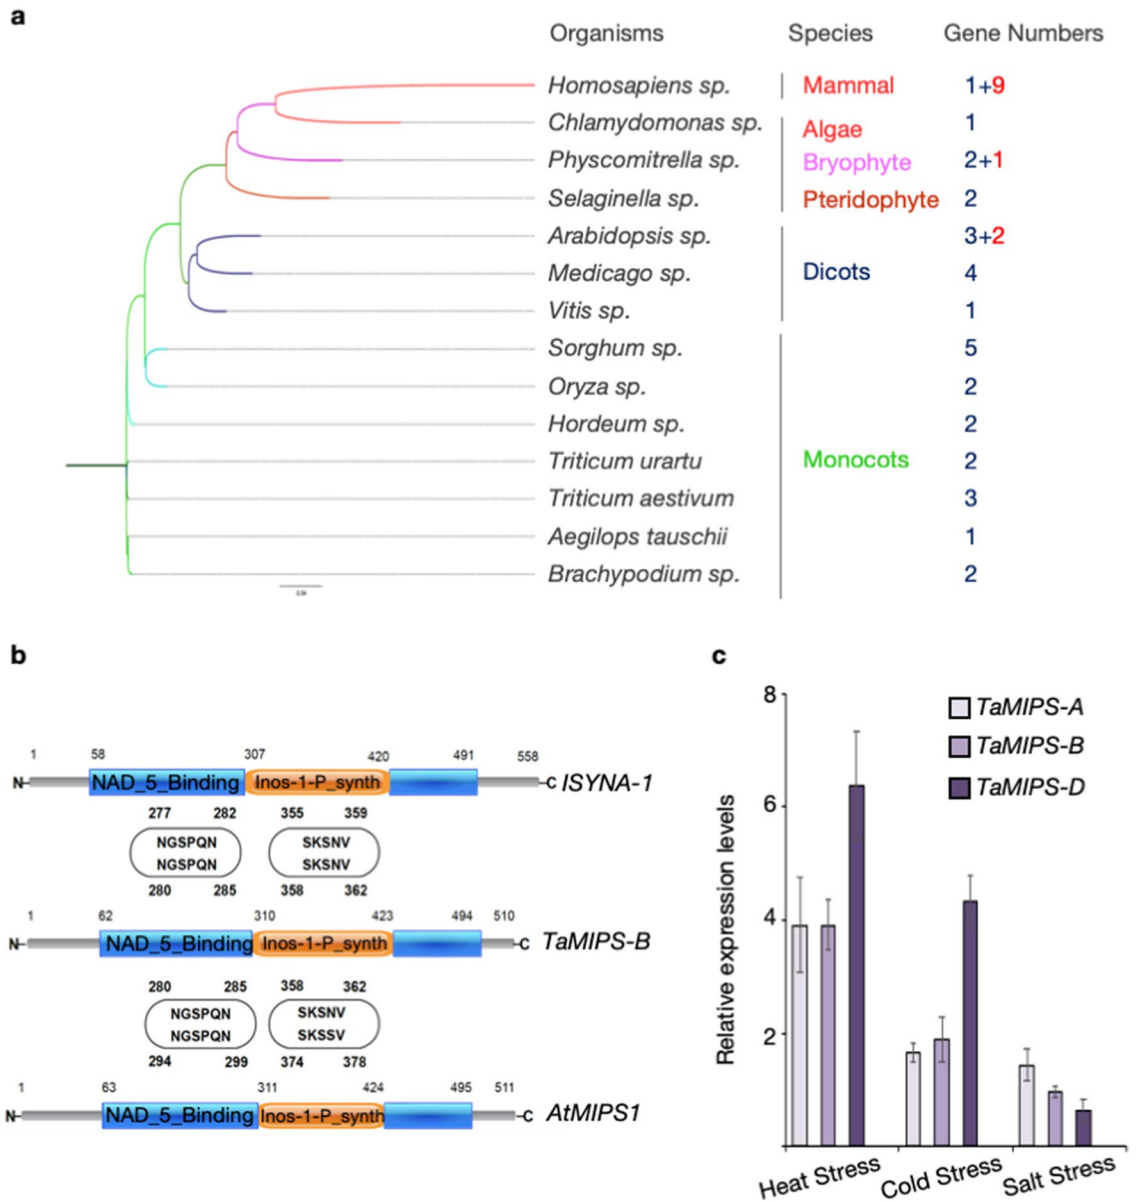 a
Organisms Species Gene Numbers
Homosapiens sp. Mammal 1+9
Chlamydomonas sp. Algae 1
Physcomitrella sp. Bryophyte 2+1
Selaginella sp. Pteridophyte 2
Arabidopsis sp. 3+2
Medicago sp. Dicots 4
Vitis sp. 1
Sorghum sp. 5
Oryza sp. 2
Hordeum sp. 2
Triticum urartu Monocots 2
Triticum aestivum 3
Aegilops tauschii 1
Brachypodium sp. 2
b
1 58 307 420 491 558
N NAD_5_Binding Inos-1-P_synth C ISYNA-1
277 282 355 359
NGSPQN SKSNV
NGSPQN SKSNV
280 285 358 362
1 62 310 423 494 510
N NAD_5_Binding Inos-1-P_synth C TaMIPS-B
280 285 358 362
NGSPQN SKSNV
NGSPQN SKSSV
294 299 374 378
1 63 311 424 495 511
N NAD_5_Binding Inos-1-P_synth C AtMIPS1
c
Relative expression levels
8
6
4
2
TaMIPS-A
TaMIPS-B
TaMIPS-D
Heat Stress Cold Stress Salt Stress